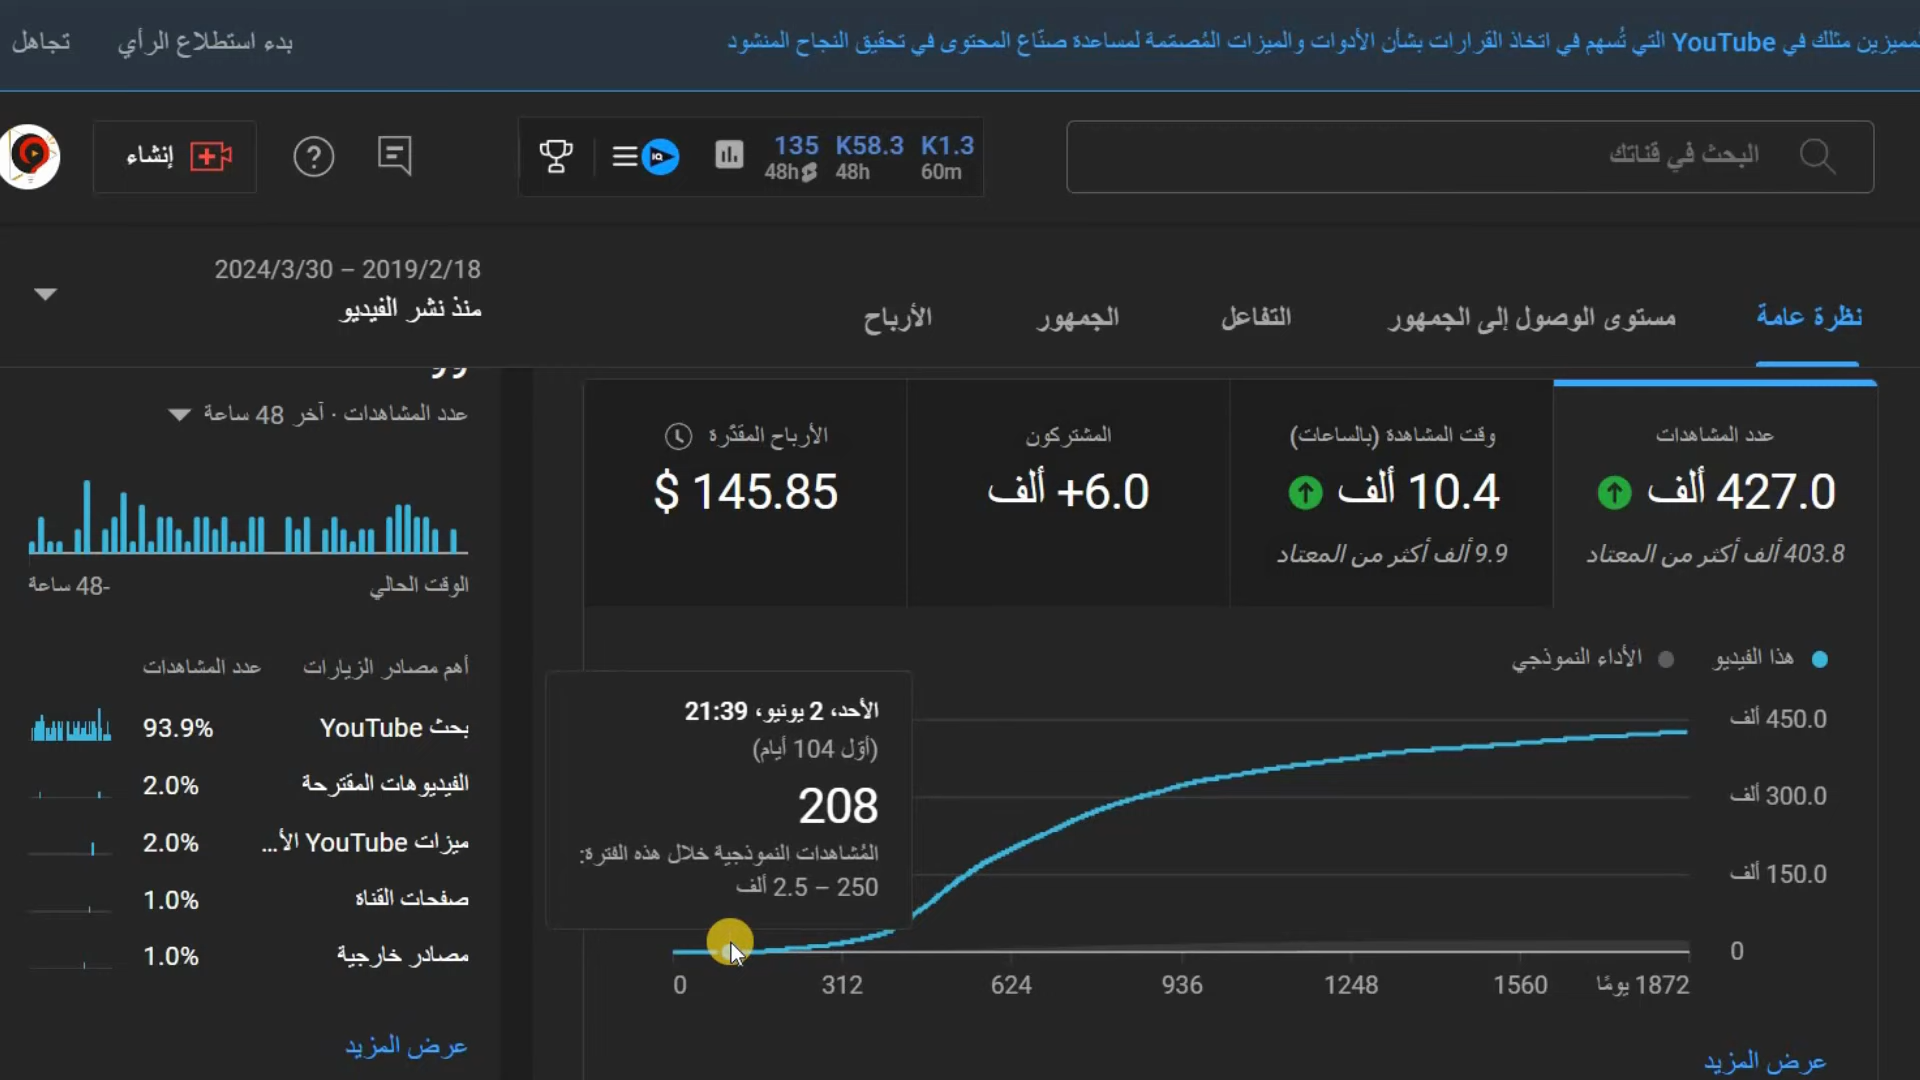 مميزين مثلك في YouTube التي تُسهم في اتخاذ القرارات بشأن الأدوات والميزات المُصمّمة لمساعدة صنّاع المحتوى في تحقيق النجاح المنشود
بدء استطلاع الرأي
تجاهل
البحث في قناتك
135 K58.3 K1.3
48h 48h 60m
IQ
إنشاء
نظرة عامة
مستوى الوصول إلى الجمهور
التفاعل
الجمهور
الأرباح
2024/3/30 – 2019/2/18
منذ نشر الفيديو
عدد المشاهدات
427.0 ألف
403.8 ألف أكثر من المعتاد
وقت المشاهدة (بالساعات)
10.4 ألف
9.9 ألف أكثر من المعتاد
المشتركون
+6.0 ألف
الأرباح المقدَّرة
$ 145.85
هذا الفيديو
الأداء النموذجي
450.0 ألف
300.0 ألف
150.0 ألف
0
0 312 624 936 1248 1560 1872 يومًا
الأحد، 2 يونيو، 21:39
(أوّل 104 أيام)
208
المُشاهدات النموذجية خلال هذه الفترة:
250 – 2.5 ألف
عرض المزيد
99
عدد المشاهدات · آخر 48 ساعة
الوقت الحالي
-48 ساعة
أهم مصادر الزيارات
عدد المشاهدات
بحث YouTube 93.9%
الفيديوهات المقترحة 2.0%
ميزات YouTube الأ... 2.0%
صفحات القناة 1.0%
مصادر خارجية 1.0%
عرض المزيد